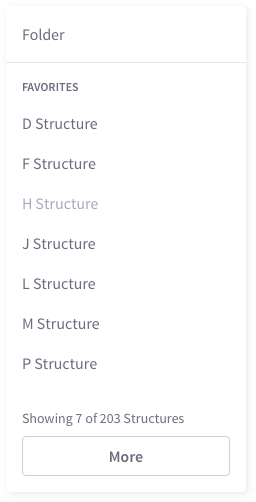 Folder
FAVORITES
D Structure
F Structure
H Structure
J Structure
L Structure
M Structure
P Structure
Showing 7 of 203 Structures
More